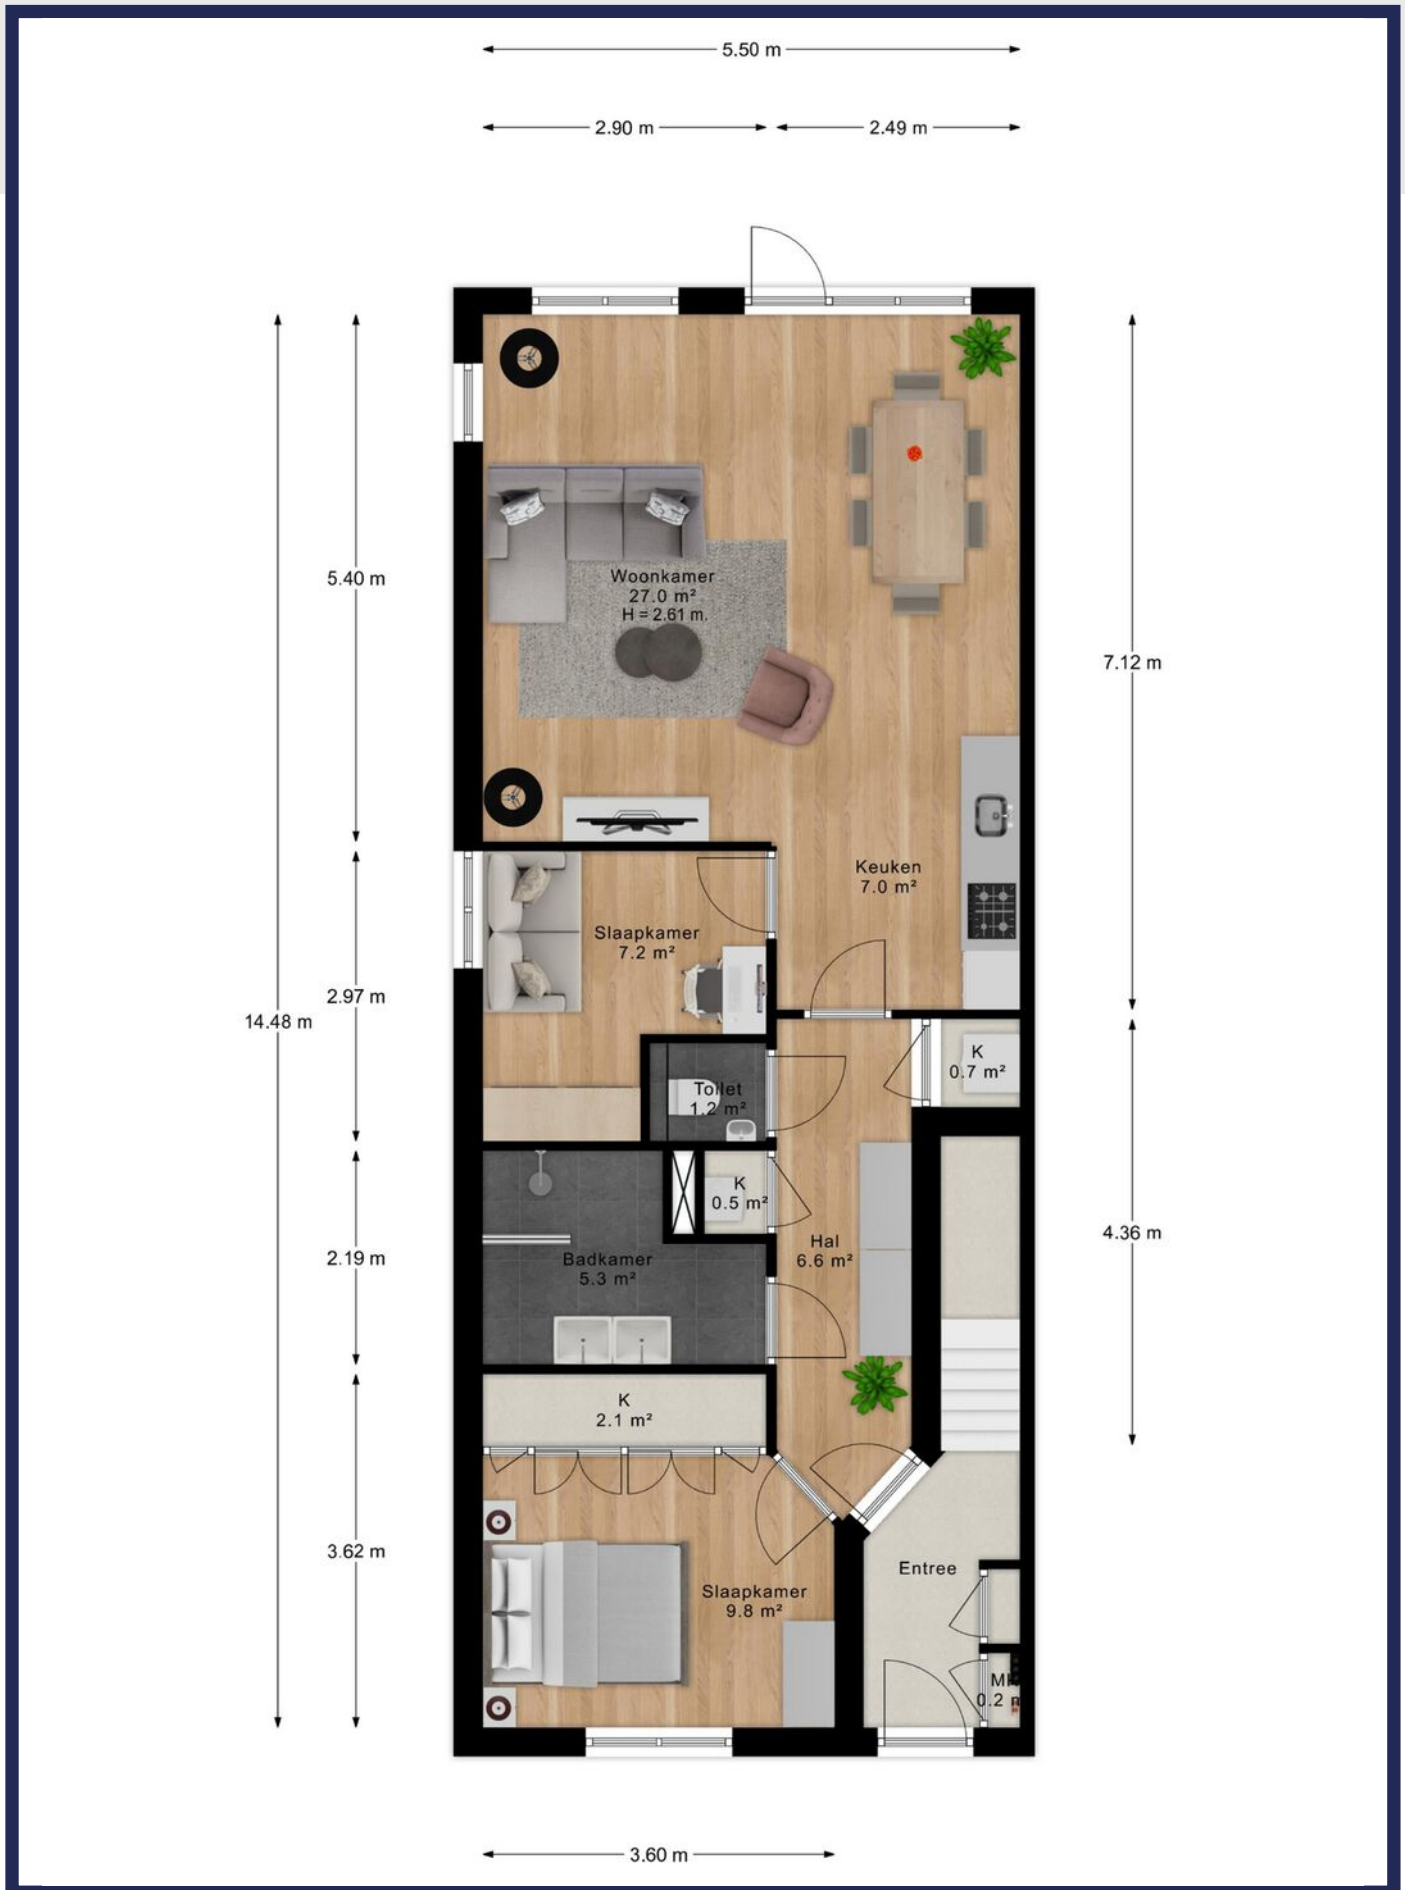 5.50 m
2.90 m
2.49 m
5.40 m
Woonkamer
27.0 m²
H = 2.61 m.
7.12 m
Keuken
7.0 m²
Slaapkamer
7.2 m²
2.97 m
14.48 m
K
0.7 m²
Toilet
1.2 m²
K
0.5 m²
Hal
6.6 m²
4.36 m
Badkamer
5.3 m²
2.19 m
K
2.1 m²
3.62 m
Entree
Slaapkamer
9.8 m²
0.2
3.60 m